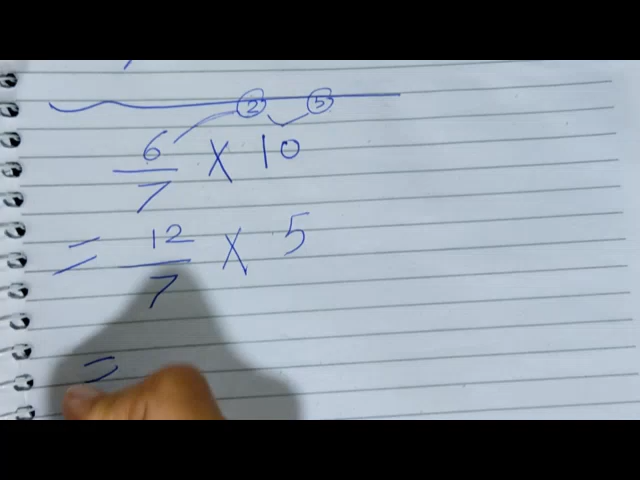 ② ⑤
6/7 × 10
= 12/7 × 5
=